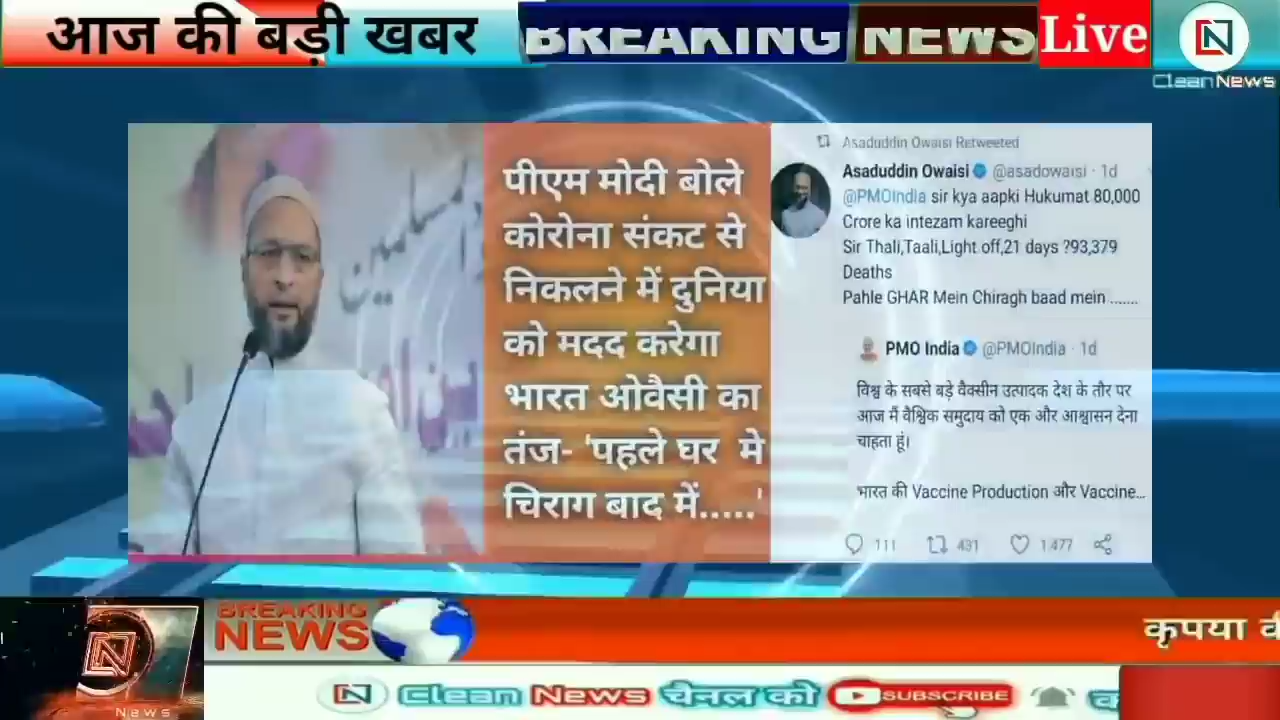 आज की बड़ी खबर
BREAKING NEWS Live
N
Clean News
पीएम मोदी बोले
कोरोना संकट से
निकलने में दुनिया
को मदद करेगा
भारत ओवैसी का
तंज- 'पहले घर मे
चिराग बाद में.....'
Asaduddin Owaisi Retweeted
Asaduddin Owaisi @asadowaisi · 1d
@PMOIndia sir kya aapki Hukumat 80,000
Crore ka intezam kareeghi
Sir Thali,Taali,Light off,21 days ?93,379
Deaths
Pahle GHAR Mein Chiragh baad mein .......
PMO India @PMOIndia · 1d
विश्व के सबसे बड़े वैक्सीन उत्पादक देश के तौर पर
आज मैं वैश्विक समुदाय को एक और आश्वासन देना
चाहता हूं।
भारत की Vaccine Production और Vaccine...
111 431 1,477
BREAKING
NEWS
कृपया
N
News
N Clean News चैनल को SUBSCRIBE